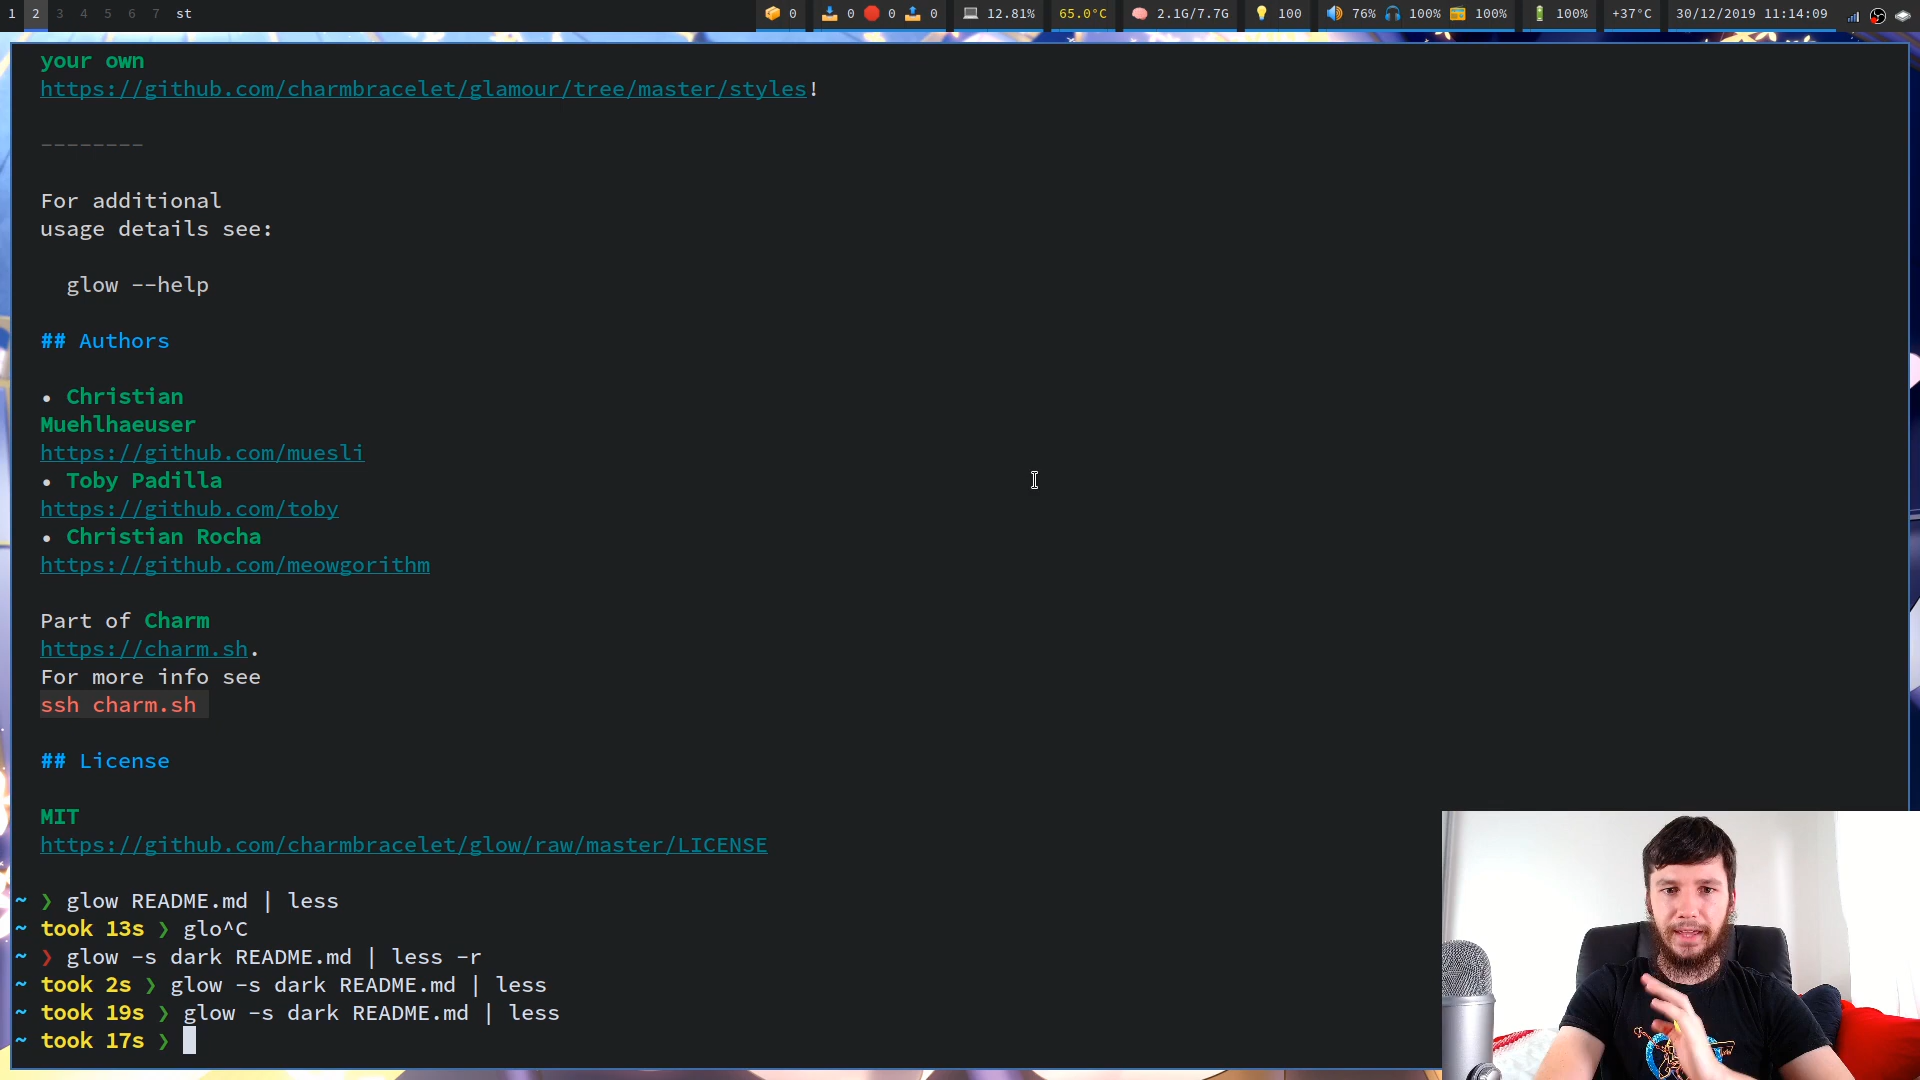 1 2 3 4 5 6 7 st 0 0 0 0 12.81% 65.0°C 2.1G/7.7G 100 76% 100% 100% 100% +37°C 30/12/2019 11:14:09
your own
https://github.com/charmbracelet/glamour/tree/master/styles!
--------
For additional
usage details see:
glow --help
## Authors
• Christian
Muehlhaeuser
https://github.com/muesli
• Toby Padilla
https://github.com/toby
• Christian Rocha
https://github.com/meowgorithm
Part of Charm
https://charm.sh.
For more info see
ssh charm.sh
## License
MIT
https://github.com/charmbracelet/glow/raw/master/LICENSE
~ ❯ glow README.md | less
~ took 13s ❯ glo^C
~ ❯ glow -s dark README.md | less -r
~ took 2s ❯ glow -s dark README.md | less
~ took 19s ❯ glow -s dark README.md | less
~ took 17s ❯